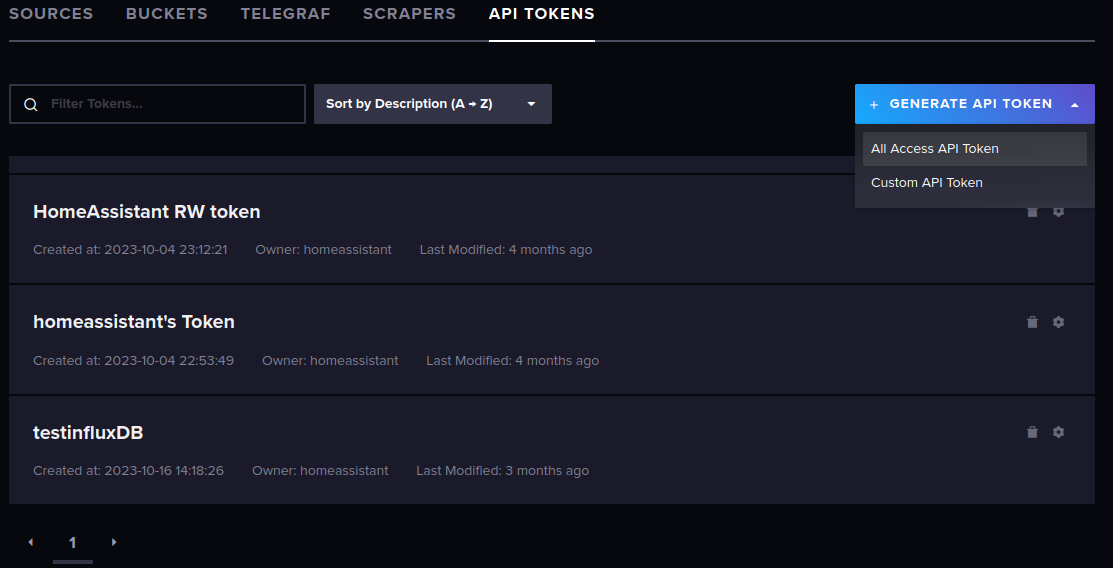 SOURCES BUCKETS TELEGRAF SCRAPERS API TOKENS
Filter Tokens... Sort by Description (A → Z) + GENERATE API TOKEN
All Access API Token
Custom API Token
HomeAssistant RW token
Created at: 2023-10-04 23:12:21 Owner: homeassistant Last Modified: 4 months ago
homeassistant's Token
Created at: 2023-10-04 22:53:49 Owner: homeassistant Last Modified: 4 months ago
testinfluxDB
Created at: 2023-10-16 14:18:26 Owner: homeassistant Last Modified: 3 months ago
1